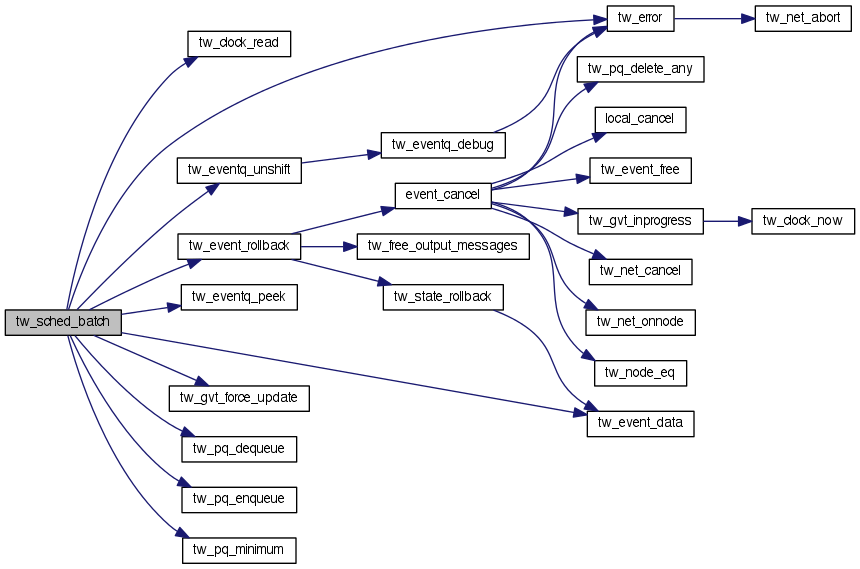 tw_error
tw_net_abort
tw_clock_read
tw_pq_delete_any
local_cancel
tw_eventq_debug
tw_eventq_unshift
tw_event_free
event_cancel
tw_gvt_inprogress
tw_clock_now
tw_event_rollback
tw_free_output_messages
tw_net_cancel
tw_eventq_peek
tw_state_rollback
tw_sched_batch
tw_net_onnode
tw_node_eq
tw_gvt_force_update
tw_event_data
tw_pq_dequeue
tw_pq_enqueue
tw_pq_minimum